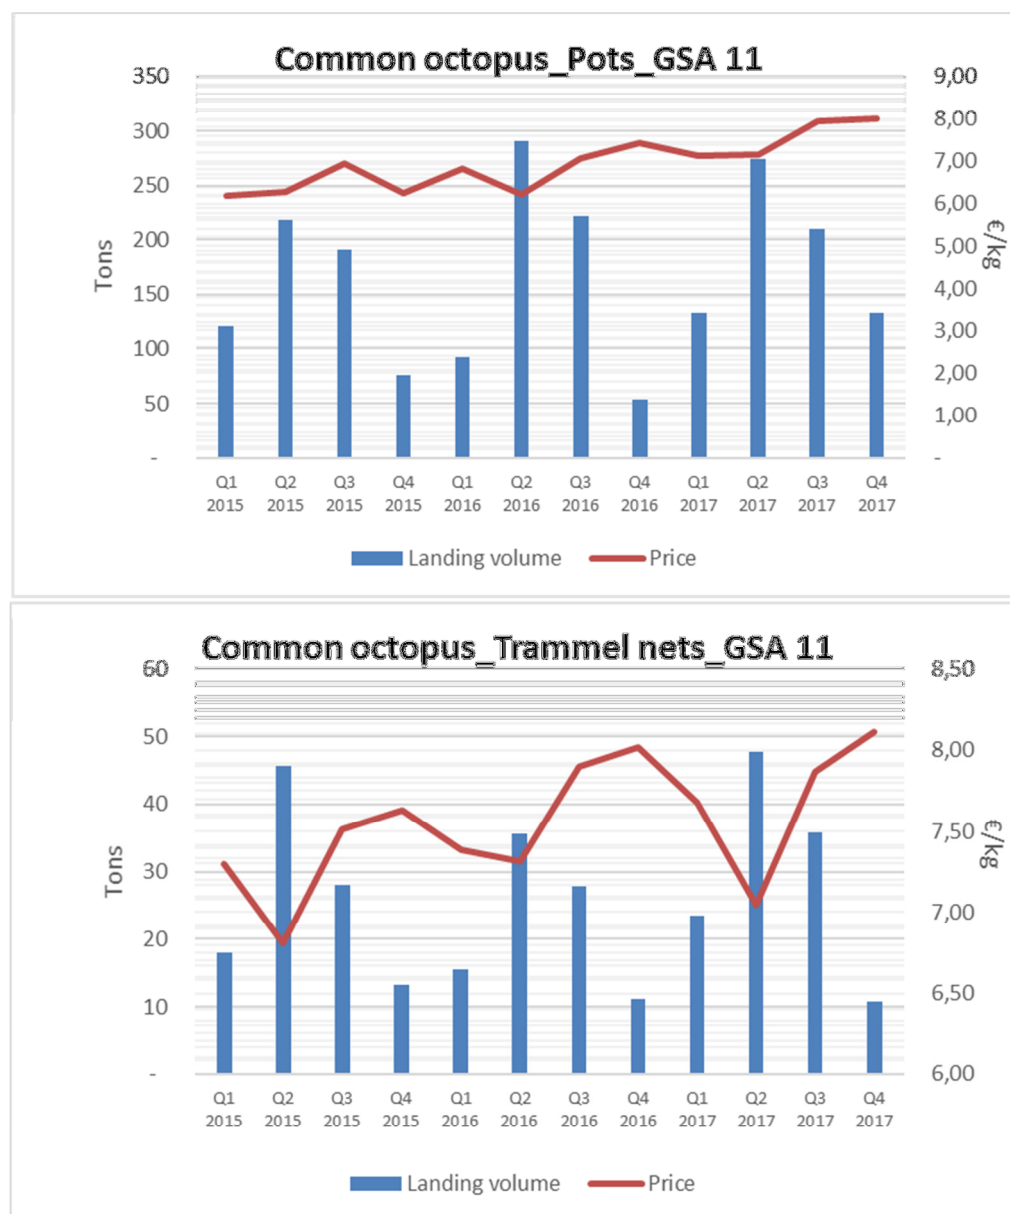 Common octopus_Pots_GSA 11
350
300
250
200
150
100
50
-
Tons
9,00
8,00
7,00
6,00
5,00
4,00
3,00
2,00
1,00
-
€/kg
Q1 Q2 Q3 Q4 Q1 Q2 Q3 Q4 Q1 Q2 Q3 Q4
2015 2015 2015 2015 2016 2016 2016 2016 2017 2017 2017 2017
Landing volume Price
Common octopus_Trammel nets_GSA 11
60
50
40
30
20
10
-
Tons
8,50
8,00
7,50
7,00
6,50
6,00
€/kg
Q1 Q2 Q3 Q4 Q1 Q2 Q3 Q4 Q1 Q2 Q3 Q4
2015 2015 2015 2015 2016 2016 2016 2016 2017 2017 2017 2017
Landing volume Price